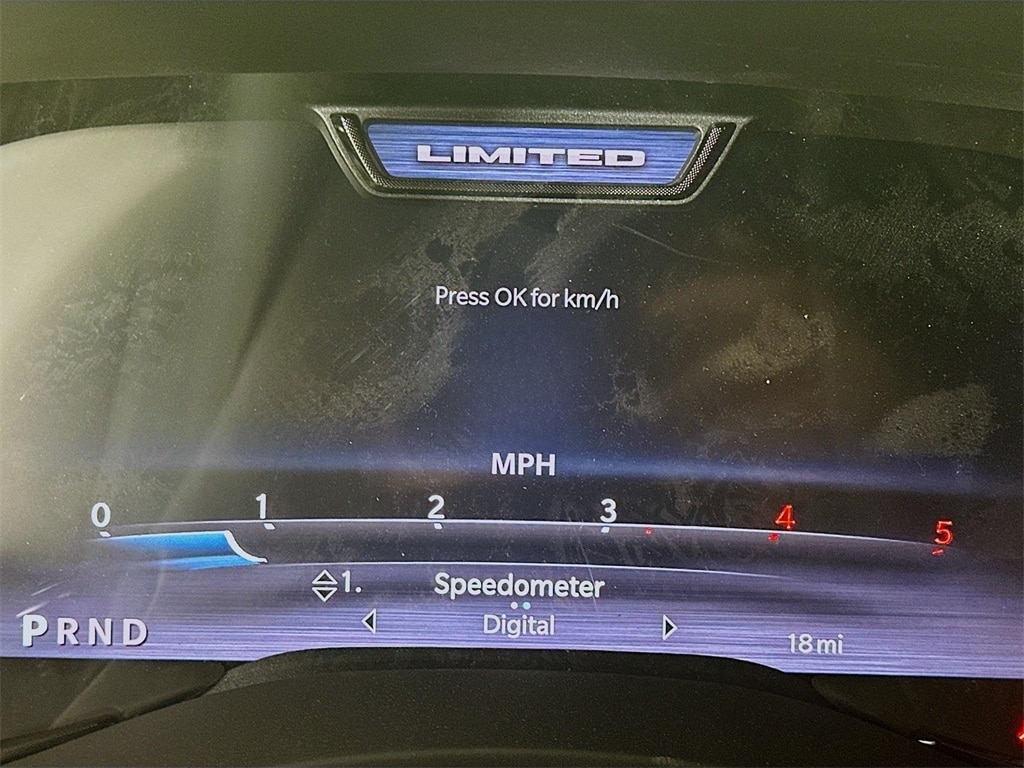 LIMITED
Press OK for km/h
MPH
0 1 2 3 4 5
1. Speedometer
Digital
PRND
18mi